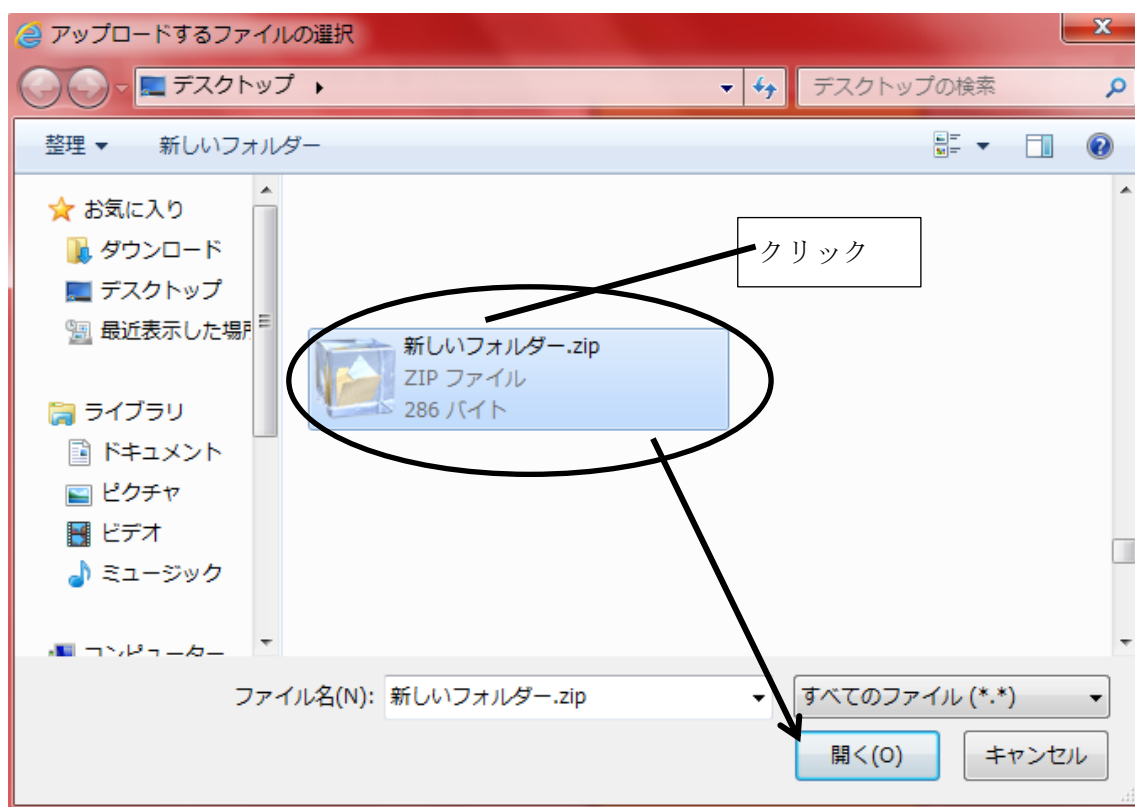 アップロードするファイルの選択
デスクトップ
デスクトップの検索
整理
新しいフォルダー
お気に入り
ダウンロード
デスクトップ
最近表示した場所
ライブラリ
ドキュメント
ピクチャ
ビデオ
ミュージック
コンピューター
クリック
新しいフォルダー.zip
ZIP ファイル
286 バイト
ファイル名(N): 新しいフォルダー.zip
すべてのファイル (*.*)
開く(O)
キャンセル